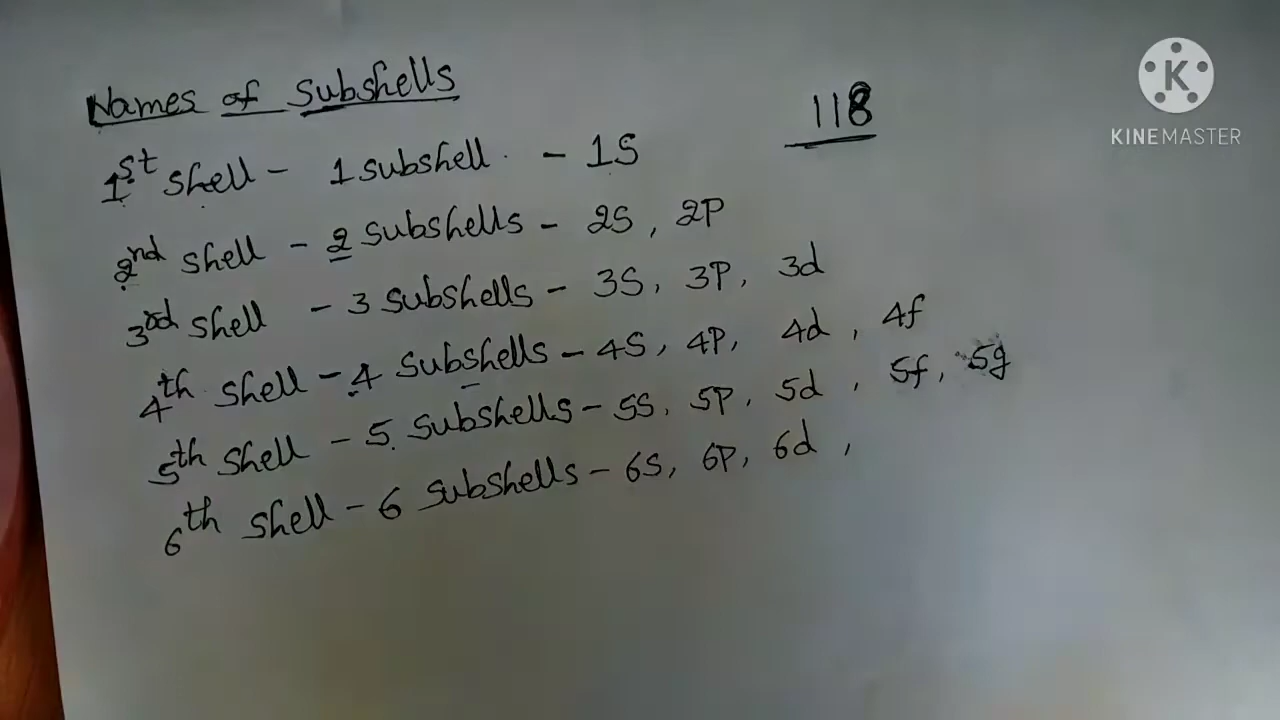 Names of Subshells
118
1st shell - 1 subshell - 1S
2nd shell - 2 subshells - 2S, 2P
3rd shell - 3 subshells - 3S, 3P, 3d
4th shell - 4 subshells - 4S, 4P, 4d, 4f
5th shell - 5 subshells - 5S, 5P, 5d, 5f, 5g
6th shell - 6 subshells - 6S, 6P, 6d,
K
KINEMASTER